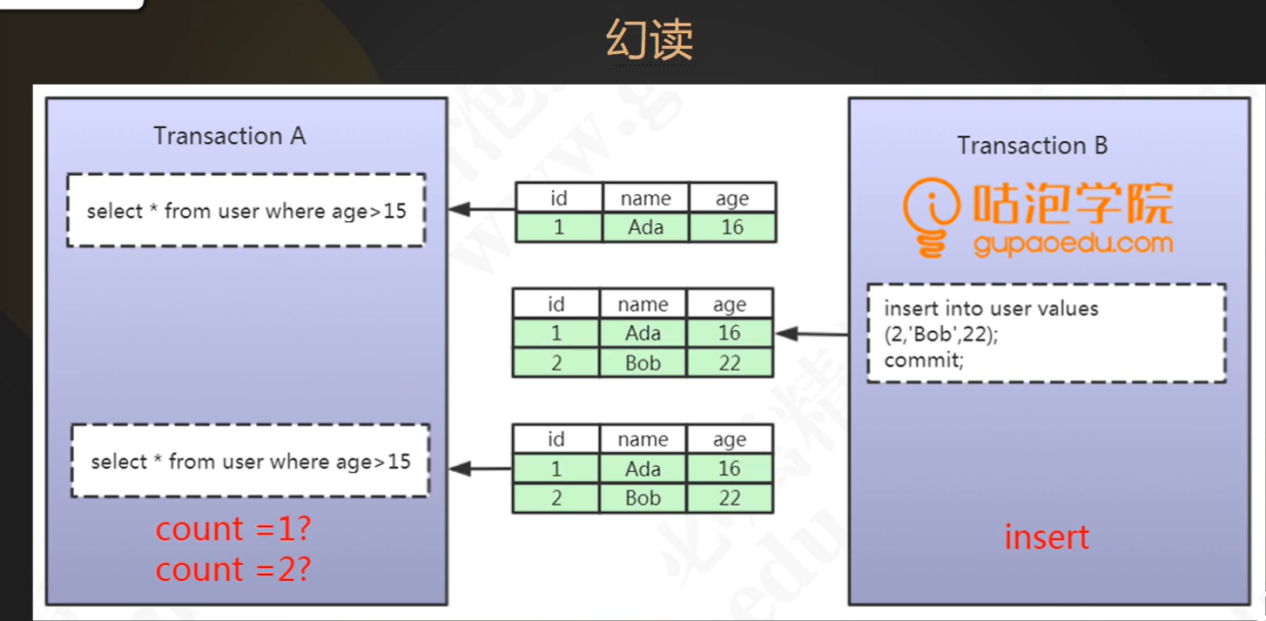 幻读
Transaction A
select * from user where age>15
id name age
1 Ada 16
Transaction B
咕泡学院
gupaoedu.com
id name age
1 Ada 16
2 Bob 22
insert into user values
(2,'Bob',22);
commit;
select * from user where age>15
id name age
1 Ada 16
2 Bob 22
count =1?
count =2?
insert